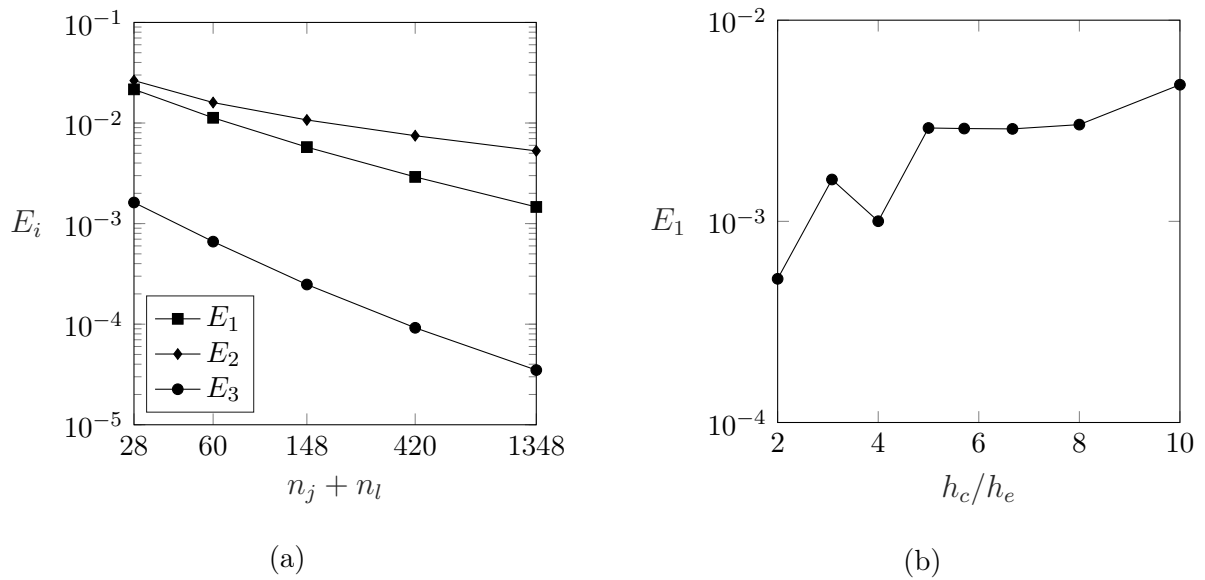 10^{-1}
10^{-2}
10^{-3}
10^{-4}
10^{-5}
E_i
E_1
E_2
E_3
28 60 148 420 1348
n_j + n_l
(a)
10^{-2}
10^{-3}
10^{-4}
E_1
2 4 6 8 10
h_c/h_e
(b)